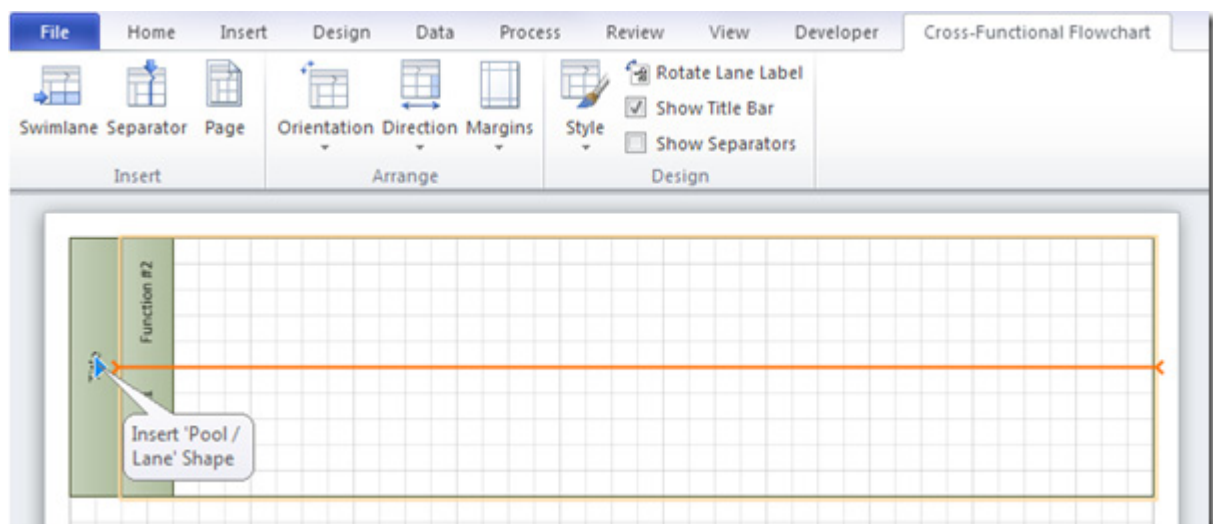 File Home Insert Design Data Process Review View Developer Cross-Functional Flowchart
Swimlane Separator Page Orientation Direction Margins Style
Rotate Lane Label
Show Title Bar
Show Separators
Insert Arrange Design
Function #2
Insert 'Pool /
Lane' Shape